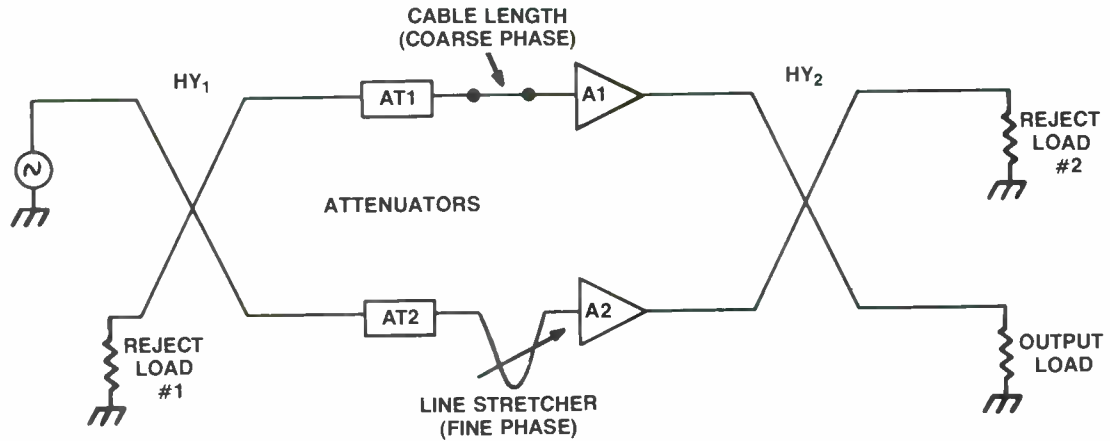 CABLE LENGTH
(COARSE PHASE)
HY1
HY2
AT1
A1
REJECT
LOAD
#2
ATTENUATORS
AT2
A2
REJECT
LOAD
#1
OUTPUT
LOAD
LINE STRETCHER
(FINE PHASE)